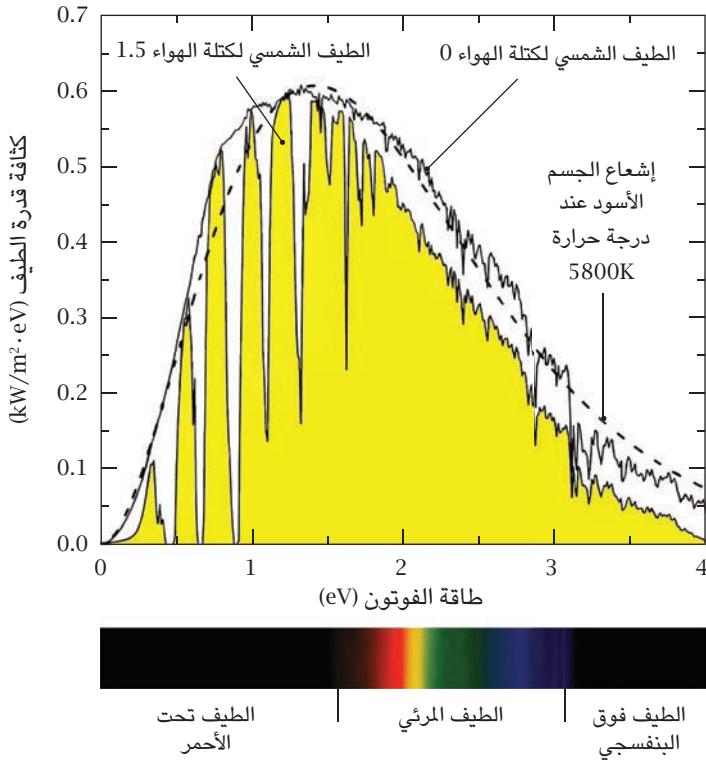 0.7
0.6
0.5
0.4
0.3
0.2
0.1
0.0
كثافة قدرة الطيف (kW/m²·eV)
الطيف الشمسي لكتلة الهواء 1.5
الطيف الشمسي لكتلة الهواء 0
إشعاع الجسم
الأسود عند
درجة حرارة
5800K
0 1 2 3 4
طاقة الفوتون (eV)
الطيف تحت
الأحمر
الطيف المرئي
الطيف فوق
البنفسجي